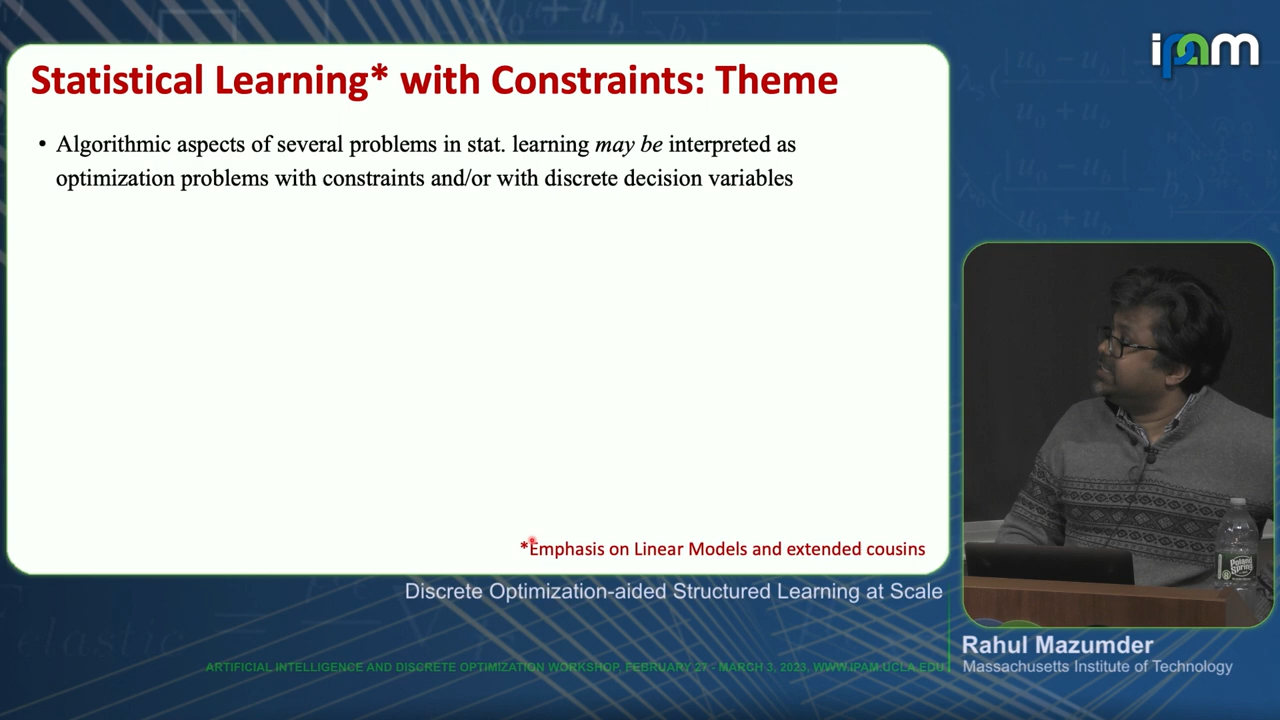 ipam
Statistical Learning* with Constraints: Theme
• Algorithmic aspects of several problems in stat. learning may be interpreted as
optimization problems with constraints and/or with discrete decision variables
*Emphasis on Linear Models and extended cousins
Discrete Optimization-aided Structured Learning at Scale
Poland
Spring
Rahul Mazumder
Massachusetts Institute of Technology
ARTIFICIAL INTELLIGENCE AND DISCRETE OPTIMIZATION WORKSHOP, FEBRUARY 27 - MARCH 3, 2023, WWW.IPAM.UCLA.EDU
elastic